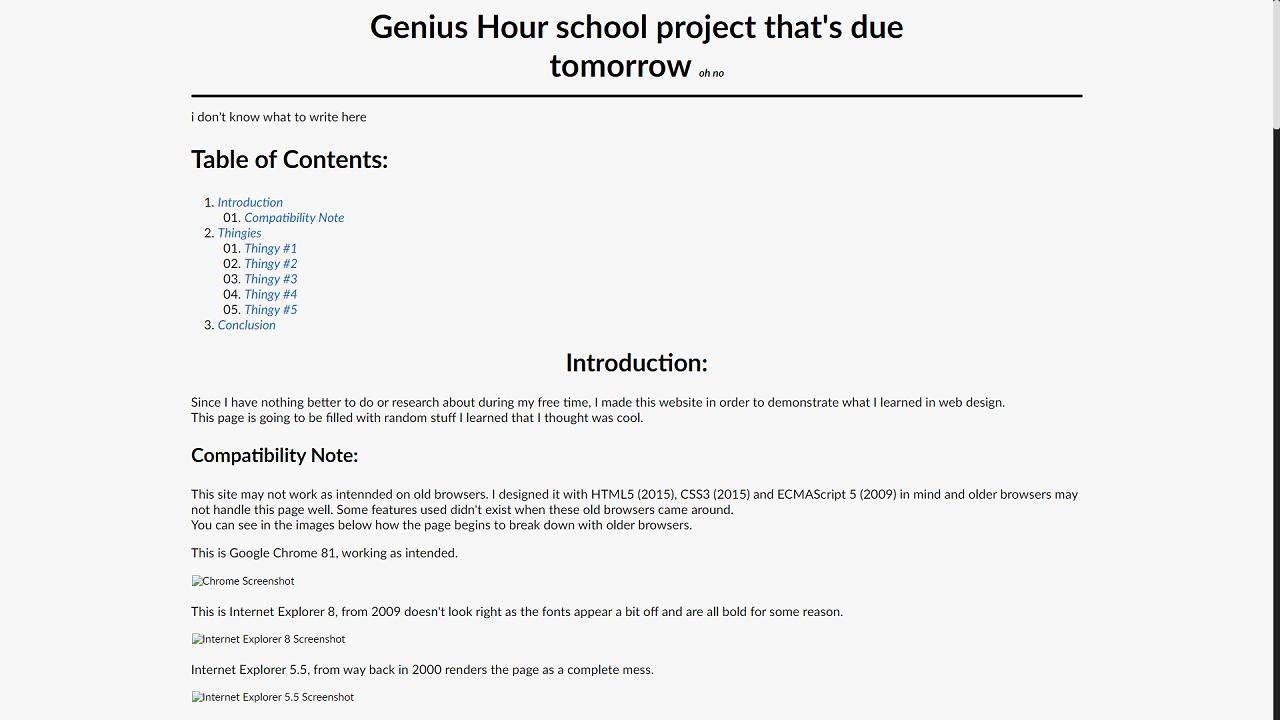 Genius Hour school project that's due
tomorrow oh no
i don't know what to write here
Table of Contents:
1. Introduction
01. Compatibility Note
2. Thingies
01. Thingy #1
02. Thingy #2
03. Thingy #3
04. Thingy #4
05. Thingy #5
3. Conclusion
Introduction:
Since I have nothing better to do or research about during my free time, I made this website in order to demonstrate what I learned in web design.
This page is going to be filled with random stuff I learned that I thought was cool.
Compatibility Note:
This site may not work as intennded on old browsers. I designed it with HTML5 (2015), CSS3 (2015) and ECMAScript 5 (2009) in mind and older browsers may
not handle this page well. Some features used didn't exist when these old browsers came around.
You can see in the images below how the page begins to break down with older browsers.
This is Google Chrome 81, working as intended.
Chrome Screenshot
This is Internet Explorer 8, from 2009 doesn't look right as the fonts appear a bit off and are all bold for some reason.
Internet Explorer 8 Screenshot
Internet Explorer 5.5, from way back in 2000 renders the page as a complete mess.
Internet Explorer 5.5 Screenshot